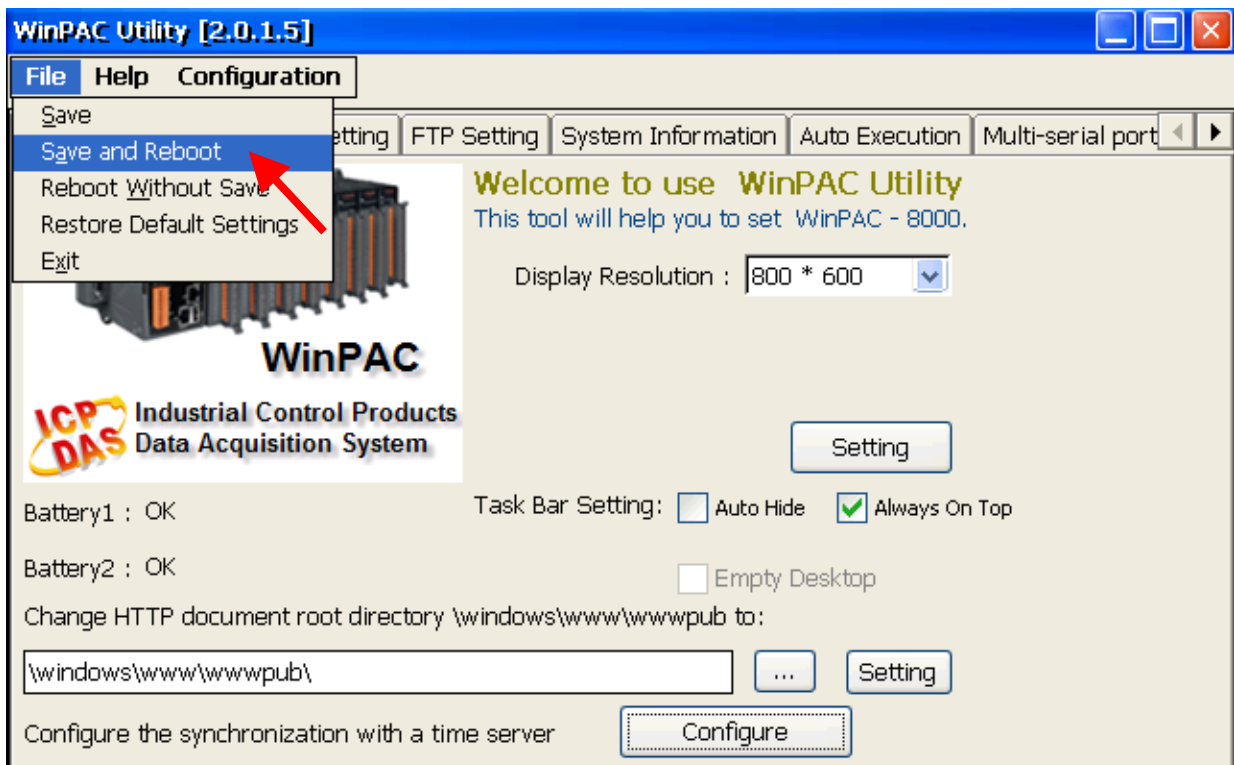 WinPAC Utility [2.0.1.5]
File Help Configuration
Save
Save and Reboot
Reboot Without Save
Restore Default Settings
Exit
etting FTP Setting System Information Auto Execution Multi-serial port
Welcome to use WinPAC Utility
This tool will help you to set WinPAC - 8000.
Display Resolution : 800 * 600
WinPAC
ICP DAS
Industrial Control Products
Data Acquisition System
Setting
Battery1 : OK
Task Bar Setting: Auto Hide Always On Top
Battery2 : OK
Empty Desktop
Change HTTP document root directory \windows\www\wwwpub to:
\windows\www\wwwpub\ ... Setting
Configure the synchronization with a time server Configure